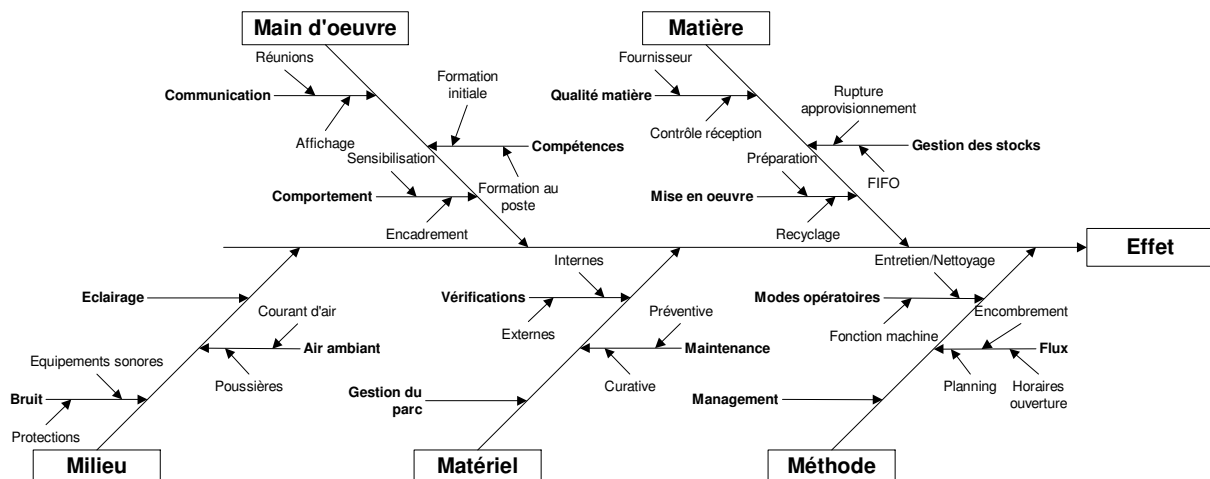 Main d'oeuvre
Matière
Réunions
Communication
Affichage
Formation
initiale
Compétences
Formation au
poste
Sensibilisation
Comportement
Encadrement
Fournisseur
Qualité matière
Contrôle réception
Rupture
approvisionnement
Gestion des stocks
FIFO
Préparation
Mise en oeuvre
Recyclage
Effet
Eclairage
Courant d'air
Air ambiant
Poussières
Equipements sonores
Bruit
Protections
Internes
Vérifications
Externes
Préventive
Maintenance
Curative
Gestion du
parc
Entretien/Nettoyage
Modes opératoires
Fonction machine
Encombrement
Flux
Planning
Horaires
ouverture
Management
Milieu
Matériel
Méthode